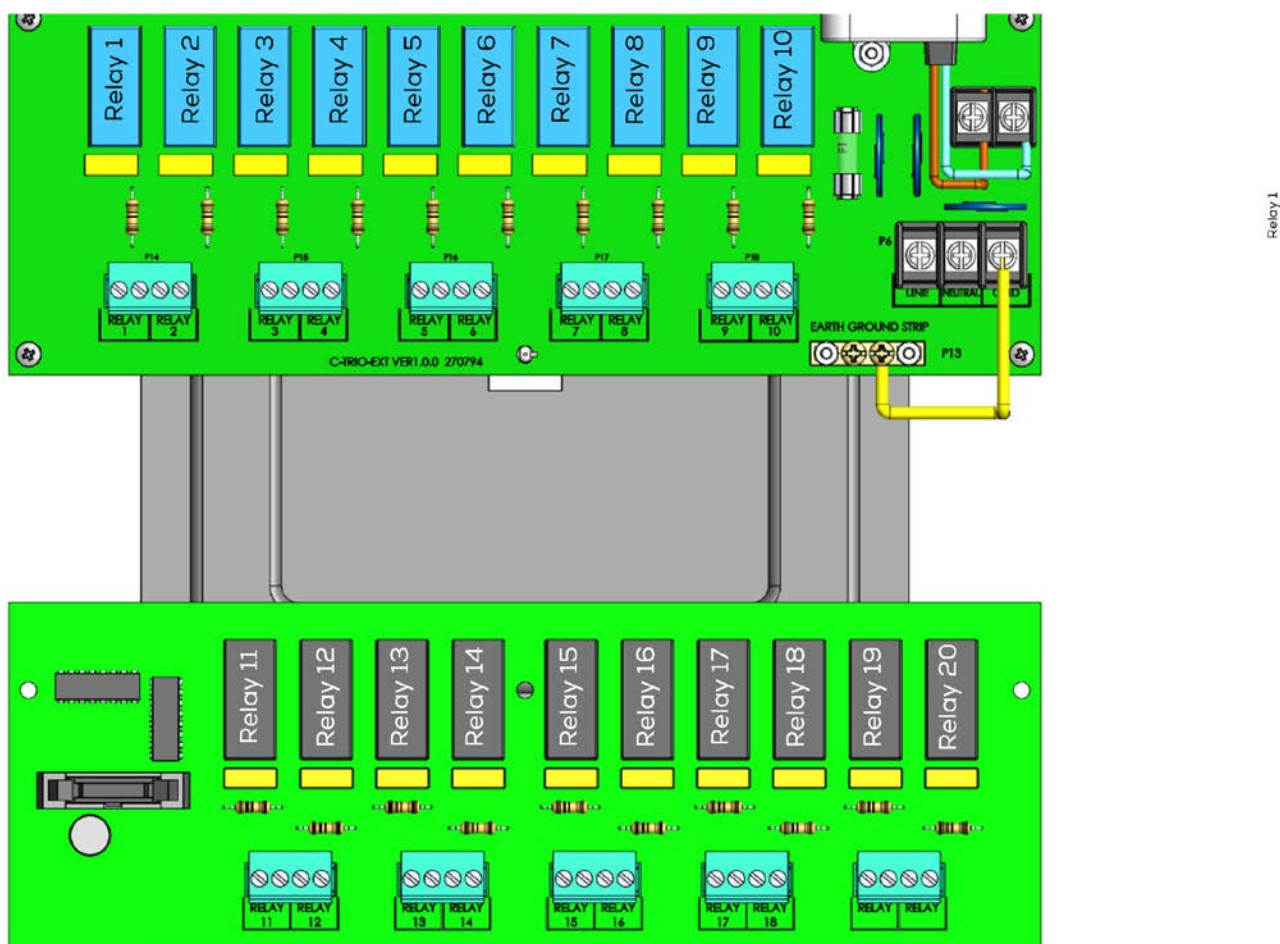 Relay 1
Relay 2
Relay 3
Relay 4
Relay 5
Relay 6
Relay 7
Relay 8
Relay 9
Relay 10
F1
Relay 1
P6
LINE NEUTRAL
P14 P15 P16 P17 P18
RELAY 1 RELAY 2
RELAY 3 RELAY 4
RELAY 5 RELAY 6
RELAY 7 RELAY 8
RELAY 9 RELAY 10
EARTH GROUND STRIP
P13
C-TRIO-EXT VER1.0.0 270794
Relay 11
Relay 12
Relay 13
Relay 14
Relay 15
Relay 16
Relay 17
Relay 18
Relay 19
Relay 20
RELAY 11 RELAY 12
RELAY 13 RELAY 14
RELAY 15 RELAY 16
RELAY 17 RELAY 18
RELAY RELAY